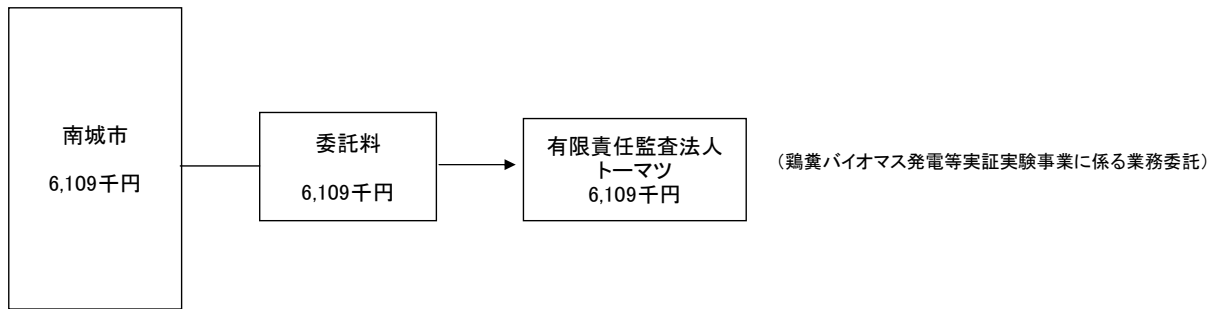 南城市
6,109千円
委託料
6,109千円
有限責任監査法人
トーマツ
6,109千円
（鶏糞バイオマス発電等実証実験事業に係る業務委託）